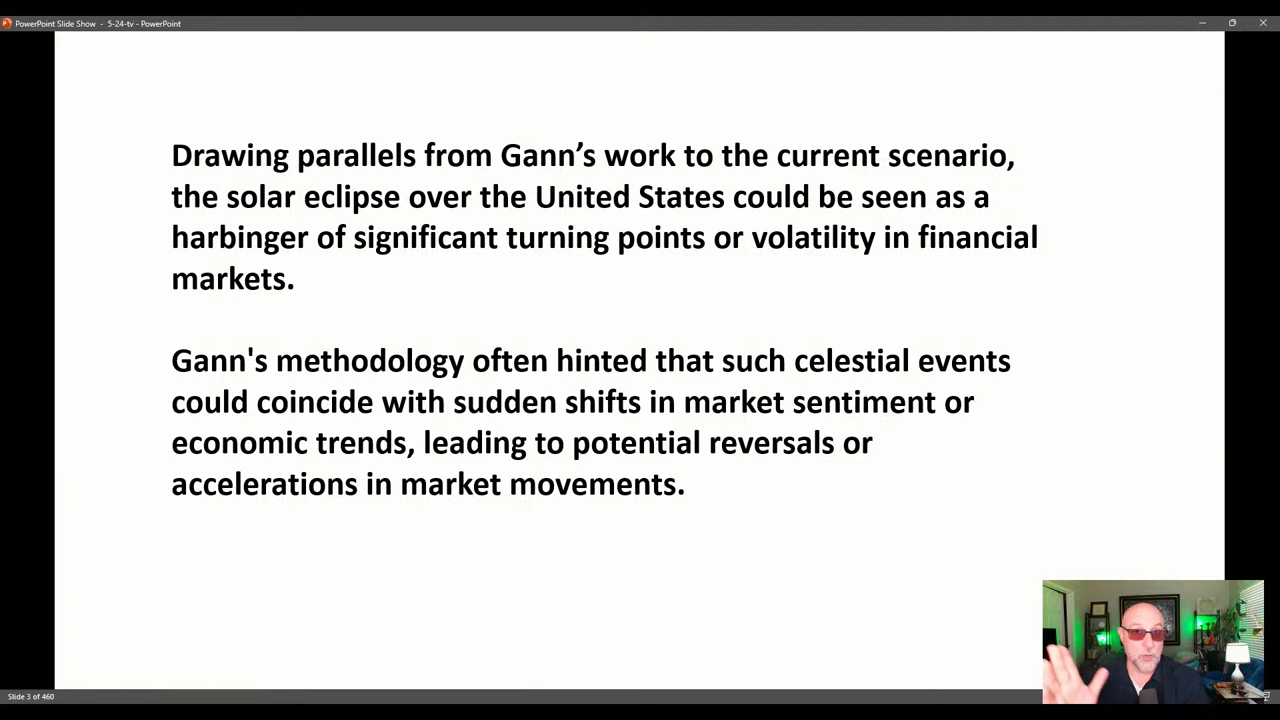 PowerPoint Slide Show - 5-24-tv - PowerPoint
Drawing parallels from Gann’s work to the current scenario,
the solar eclipse over the United States could be seen as a
harbinger of significant turning points or volatility in financial
markets.
Gann's methodology often hinted that such celestial events
could coincide with sudden shifts in market sentiment or
economic trends, leading to potential reversals or
accelerations in market movements.
Slide 3 of 460